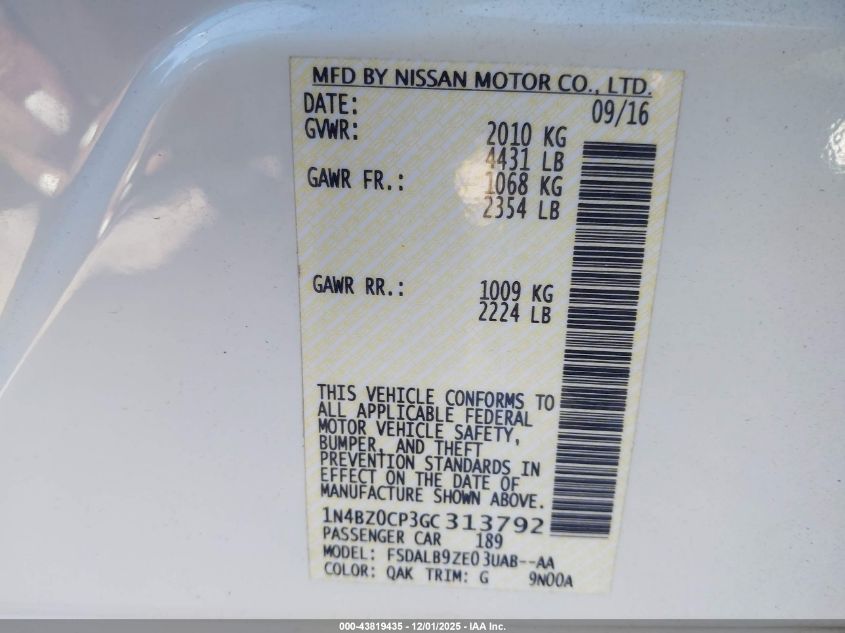 MFD BY NISSAN MOTOR CO., LTD.
DATE: 09/16
GVWR: 2010 KG
4431 LB
GAWR FR.: 1068 KG
2354 LB
GAWR RR.: 1009 KG
2224 LB
THIS VEHICLE CONFORMS TO
ALL APPLICABLE FEDERAL
MOTOR VEHICLE SAFETY,
BUMPER, AND THEFT
PREVENTION STANDARDS IN
EFFECT ON THE DATE OF
MANUFACTURE SHOWN ABOVE.
1N4BZ0CP3GC313792
PASSENGER CAR 189
MODEL: FSDALB9ZE03UAB--AA
COLOR: QAK TRIM: G 9N00A
000-43819435 - 12/01/2025 - IAA Inc.